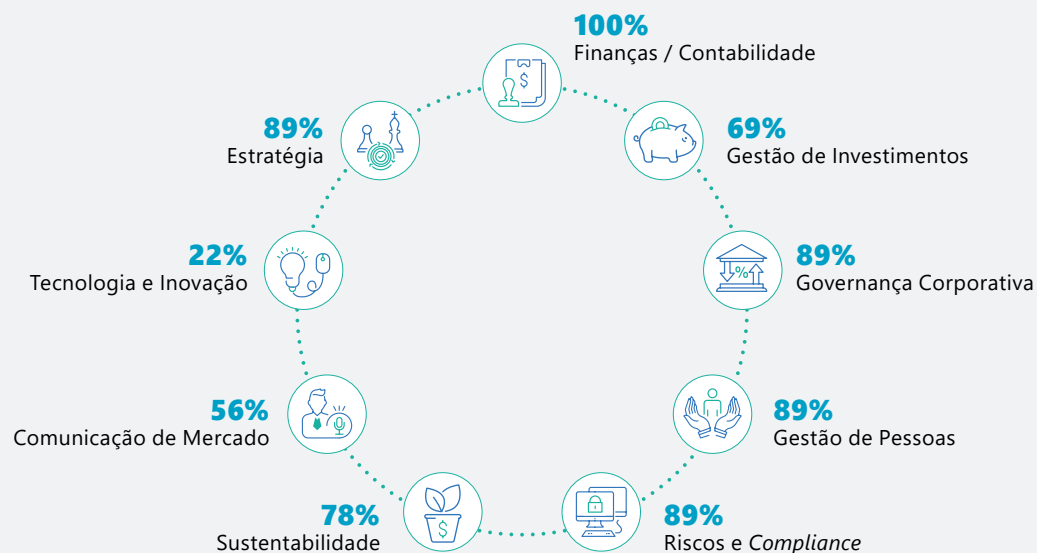 100%
Finanças / Contabilidade
69%
Gestão de Investimentos
89%
Governança Corporativa
89%
Gestão de Pessoas
89%
Riscos e Compliance
78%
Sustentabilidade
56%
Comunicação de Mercado
22%
Tecnologia e Inovação
89%
Estratégia
$
%
$